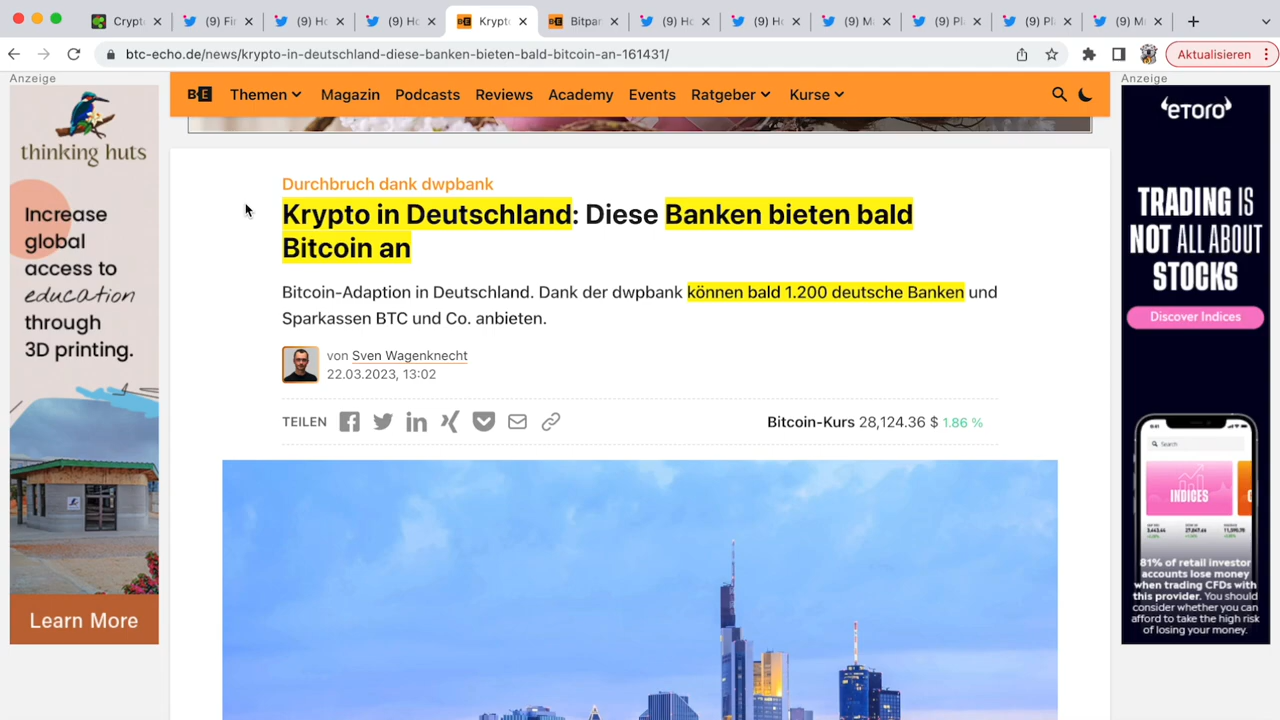 Crypto
(9) Fi
(9) Ho
(9) Ho
Krypt
Bitpar
(9) Ho
(9) Ho
(9) M
(9) Pl
(9) Pl
(9) M
btc-echo.de/news/krypto-in-deutschland-diese-banken-bieten-bald-bitcoin-an-161431/
Aktualisieren
Anzeige
thinking huts
Increase
global
access to
education
through
3D printing.
Learn More
B-E
Themen
Magazin
Podcasts
Reviews
Academy
Events
Ratgeber
Kurse
Durchbruch dank dwpbank
Krypto in Deutschland: Diese Banken bieten bald
Bitcoin an
Bitcoin-Adaption in Deutschland. Dank der dwpbank können bald 1.200 deutsche Banken und
Sparkassen BTC und Co. anbieten.
von Sven Wagenknecht
22.03.2023, 13:02
TEILEN
Bitcoin-Kurs 28,124.36 $ 1.86 %
Anzeige
eTORO
TRADING IS
NOT ALL ABOUT
STOCKS
Discover Indices
Search
INDICES
81% of retail investor
accounts lose money
when trading CFDs with
this provider. You should
consider whether you can
afford to take the high risk
of losing your money.